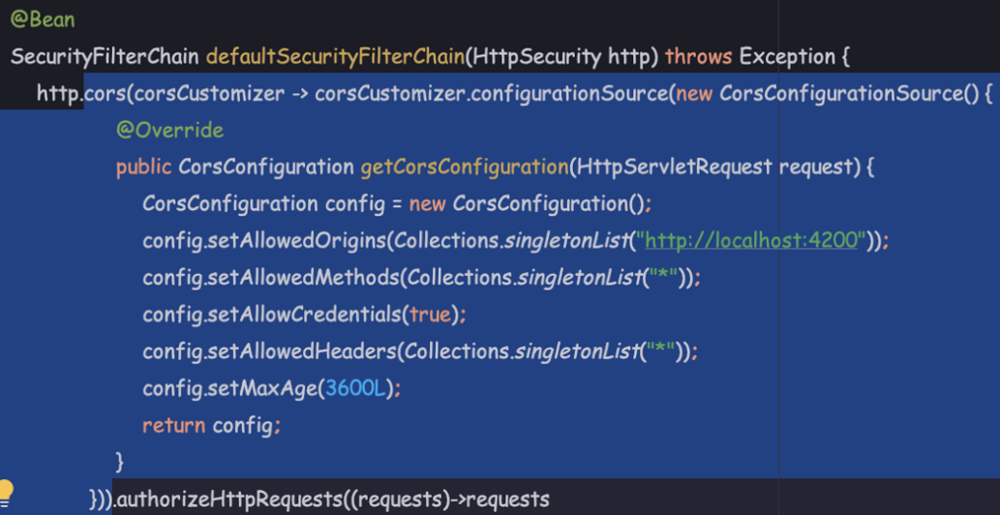 @Bean
SecurityFilterChain defaultSecurityFilterChain(HttpSecurity http) throws Exception {
http.cors(corsCustomizer -> corsCustomizer.configurationSource(new CorsConfigurationSource() {
@Override
public CorsConfiguration getCorsConfiguration(HttpServletRequest request) {
CorsConfiguration config = new CorsConfiguration();
config.setAllowedOrigins(Collections.singletonList("http://localhost:4200"));
config.setAllowedMethods(Collections.singletonList("*"));
config.setAllowCredentials(true);
config.setAllowedHeaders(Collections.singletonList("*"));
config.setMaxAge(3600L);
return config;
}
})).authorizeHttpRequests((requests)->requests